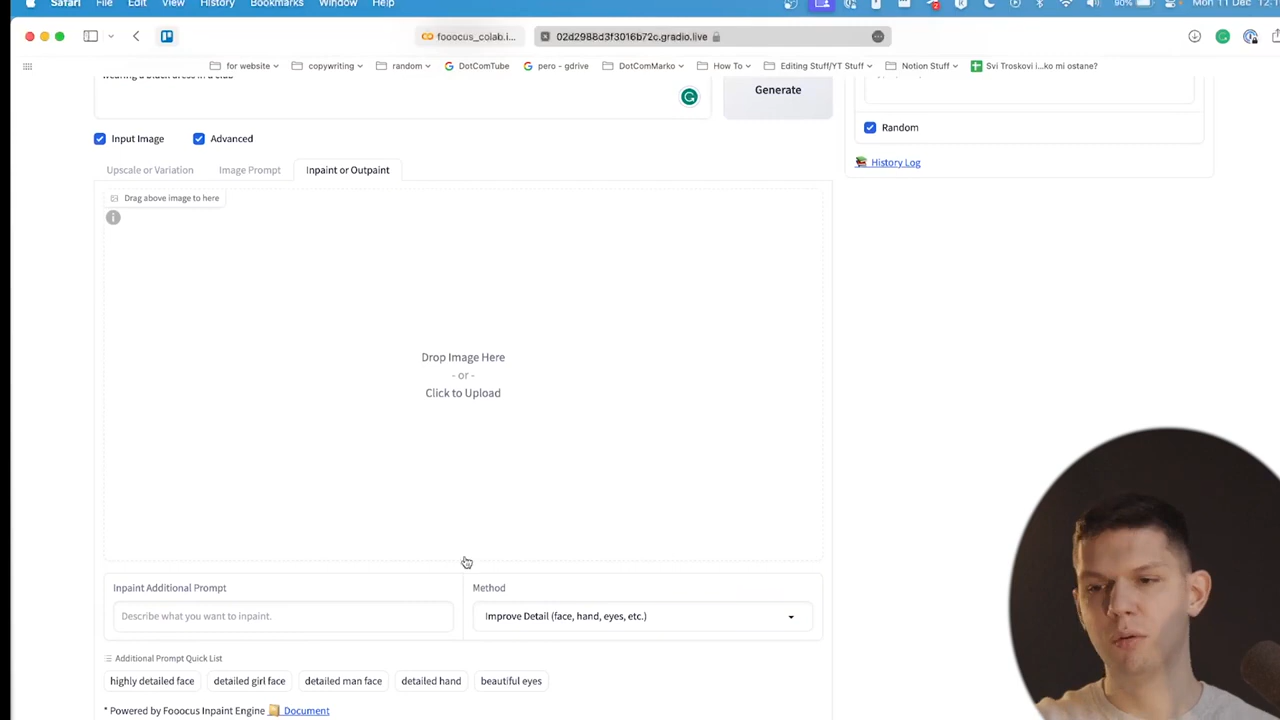 Safari File Edit View History Bookmarks Window Help 90% Mon 11 Dec 12:1
fooocus_colab.i... 02d2988d3f3016b72c.gradio.live
for website copywriting random DotComTube pero - gdrive DotComMarko How To Editing Stuff/YT Stuff Notion Stuff Svi Troskovi i...ko mi ostane?
wearing a black dress in a club
Generate
Random
Input Image Advanced
History Log
Upscale or Variation Image Prompt Inpaint or Outpaint
Drag above image to here
Drop Image Here
- or -
Click to Upload
Inpaint Additional Prompt Method
Describe what you want to inpaint. Improve Detail (face, hand, eyes, etc.)
Additional Prompt Quick List
highly detailed face detailed girl face detailed man face detailed hand beautiful eyes
* Powered by Fooocus Inpaint Engine Document